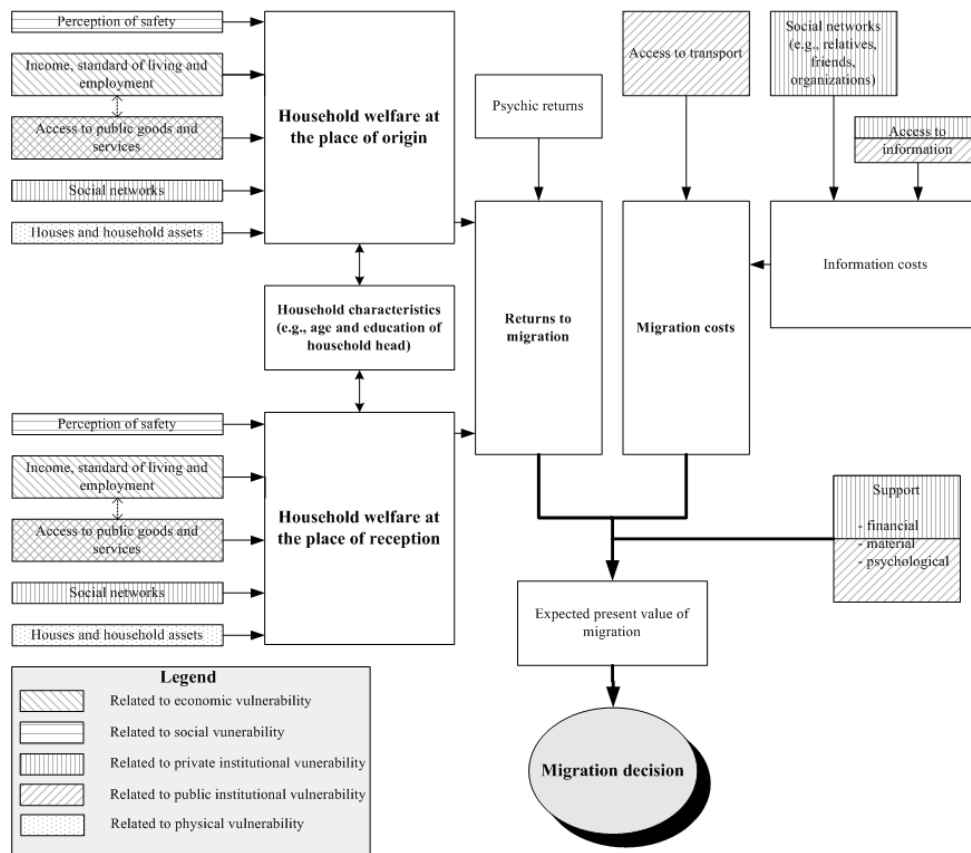 Perception of safety
Income, standard of living and
employment
Access to public goods and
services
Social networks
Houses and household assets
Household welfare at
the place of origin
Psychic returns
Access to transport
Social networks
(e.g., relatives,
friends,
organizations)
Access to
information
Household characteristics
(e.g., age and education of
household head)
Returns to
migration
Migration costs
Information costs
Perception of safety
Income, standard of living and
employment
Access to public goods and
services
Social networks
Houses and household assets
Household welfare at
the place of reception
Support
- financial
- material
- psychological
Expected present value of
migration
Migration decision
Legend
Related to economic vulnerability
Related to social vunerability
Related to private institutional vunerability
Related to public institutional vulnerability
Related to physical vulnerability